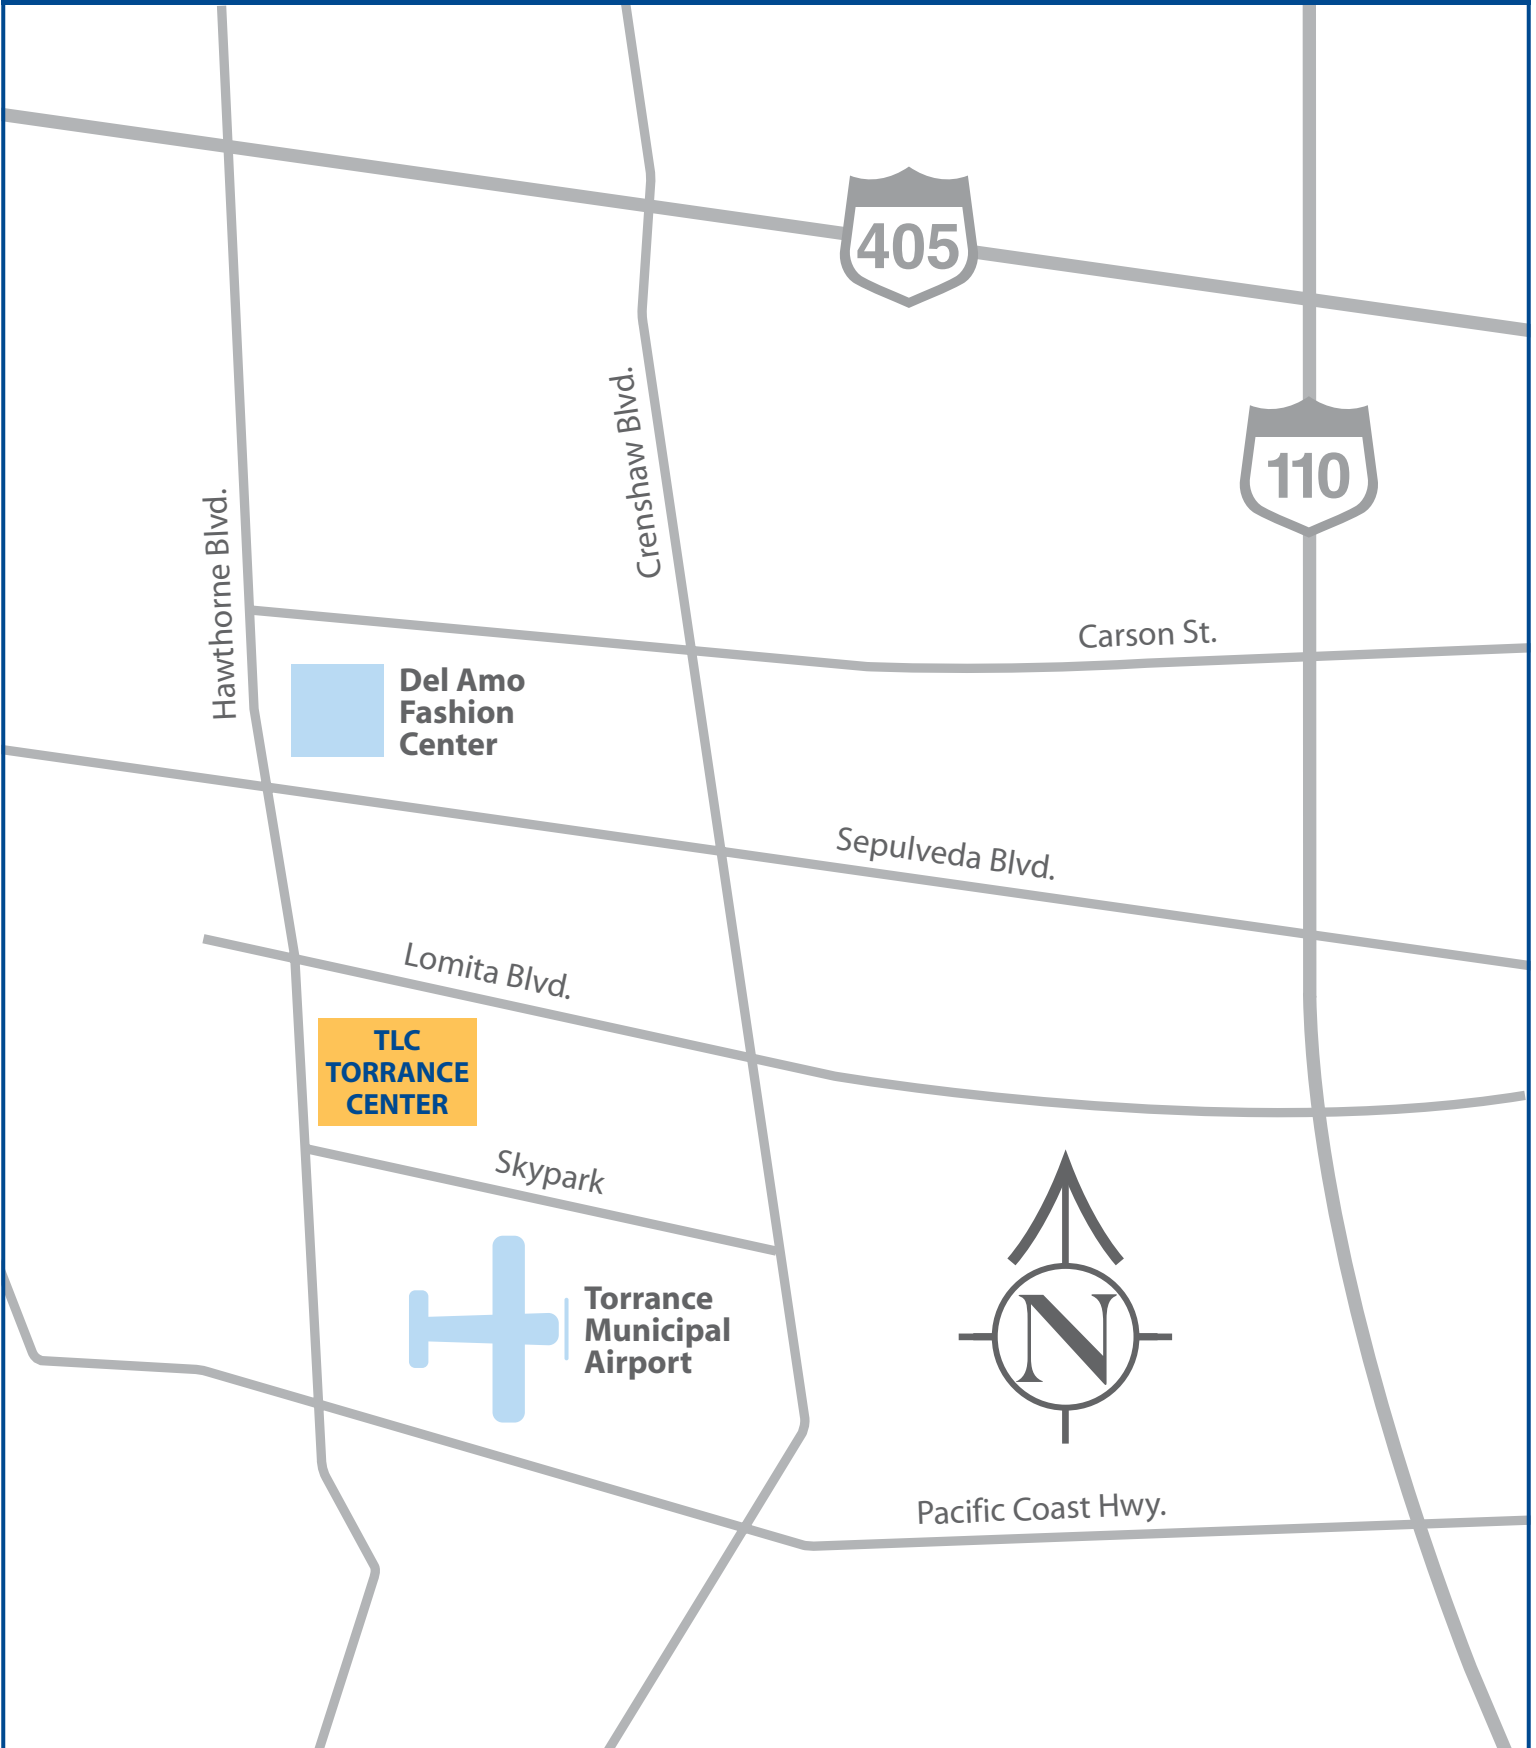 405
Crenshaw Blvd.
110
Hawthorne Blvd.
Carson St.
Del Amo
Fashion
Center
Sepulveda Blvd.
Lomita Blvd.
TLC
TORRANCE
CENTER
Skypark
Torrance
Municipal
Airport
N
Pacific Coast Hwy.